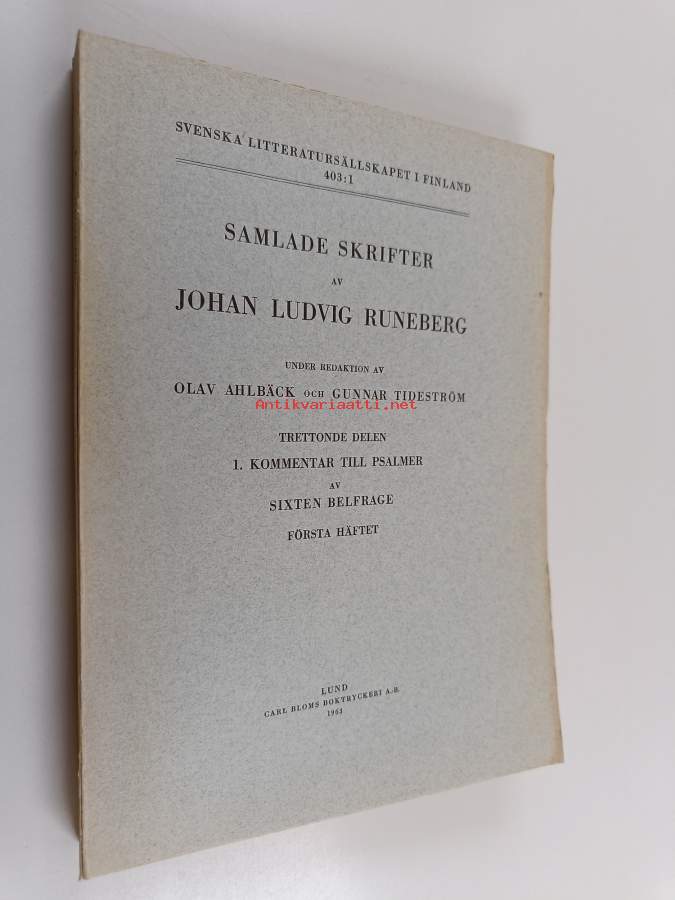 SVENSKA LITTERATURSÄLLSKAPET I FINLAND
403:1
SAMLADE SKRIFTER
AV
JOHAN LUDVIG RUNEBERG
UNDER REDAKTION AV
OLAV AHLBÄCK OCH GUNNAR TIDESTRÖM
Antikvariaatti.net
TRETTONDE DELEN
1. KOMMENTAR TILL PSALMER
AV
SIXTEN BELFRAGE
FÖRSTA HÄFTET
LUND
CARL BLOMS BOKTRYCKERI A.-B.
1963